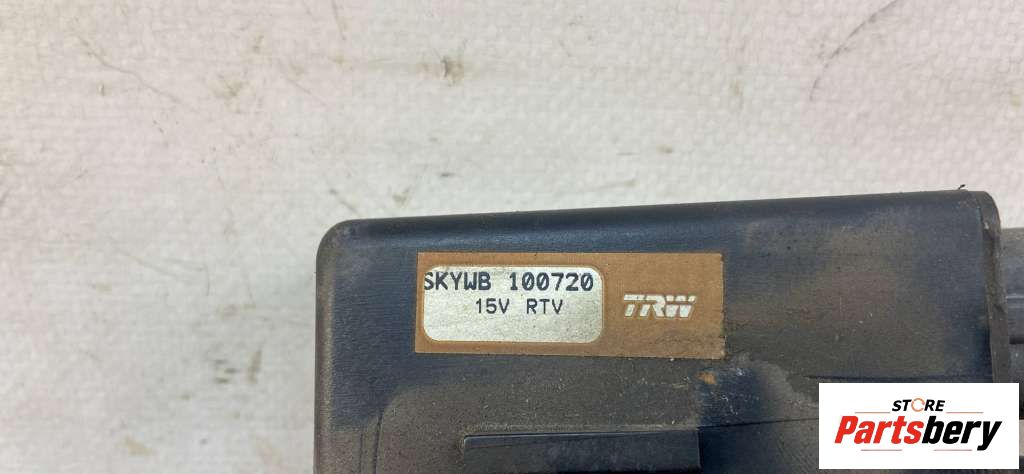 SKYWB 100720
15V RTV
TRW
STORE
Partsbery